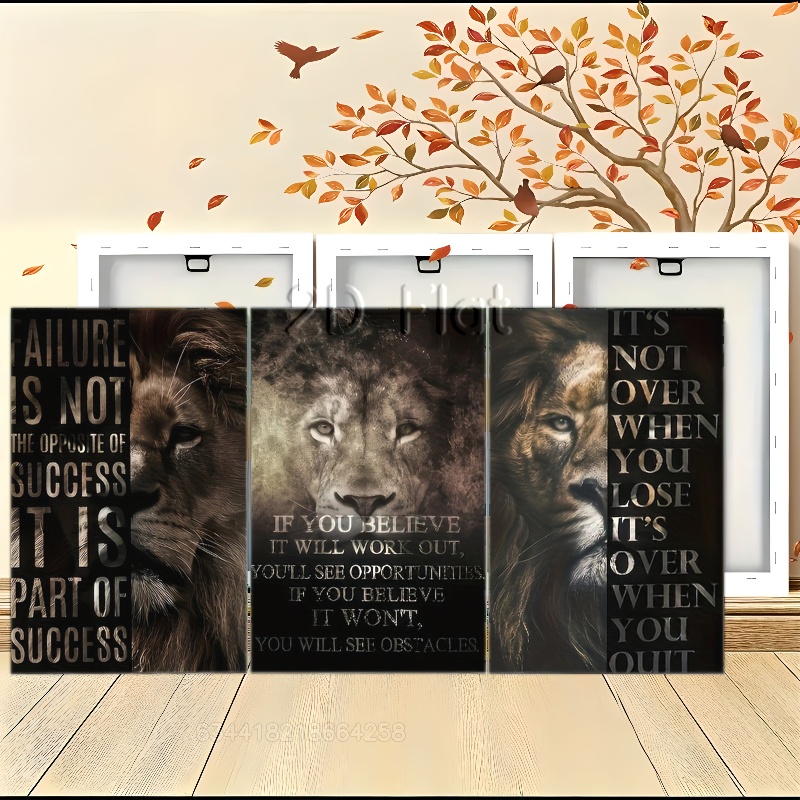 2D Flat
FAILURE
IS NOT
THE OPPOSITE OF
SUCCESS
IT IS
PART OF
SUCCESS
IF YOU BELIEVE
IT WILL WORK OUT,
YOU'LL SEE OPPORTUNITIES.
IF YOU BELIEVE
IT WON'T,
YOU WILL SEE OBSTACLES.
IT'S
NOT
OVER
WHEN
YOU
LOSE
IT'S
OVER
WHEN
YOU
QUIT